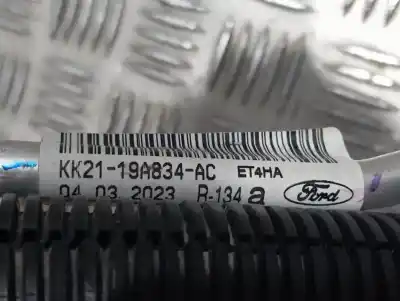 KK21-19A834-AC ET4HA
04.03.2023 R-134 a Ford